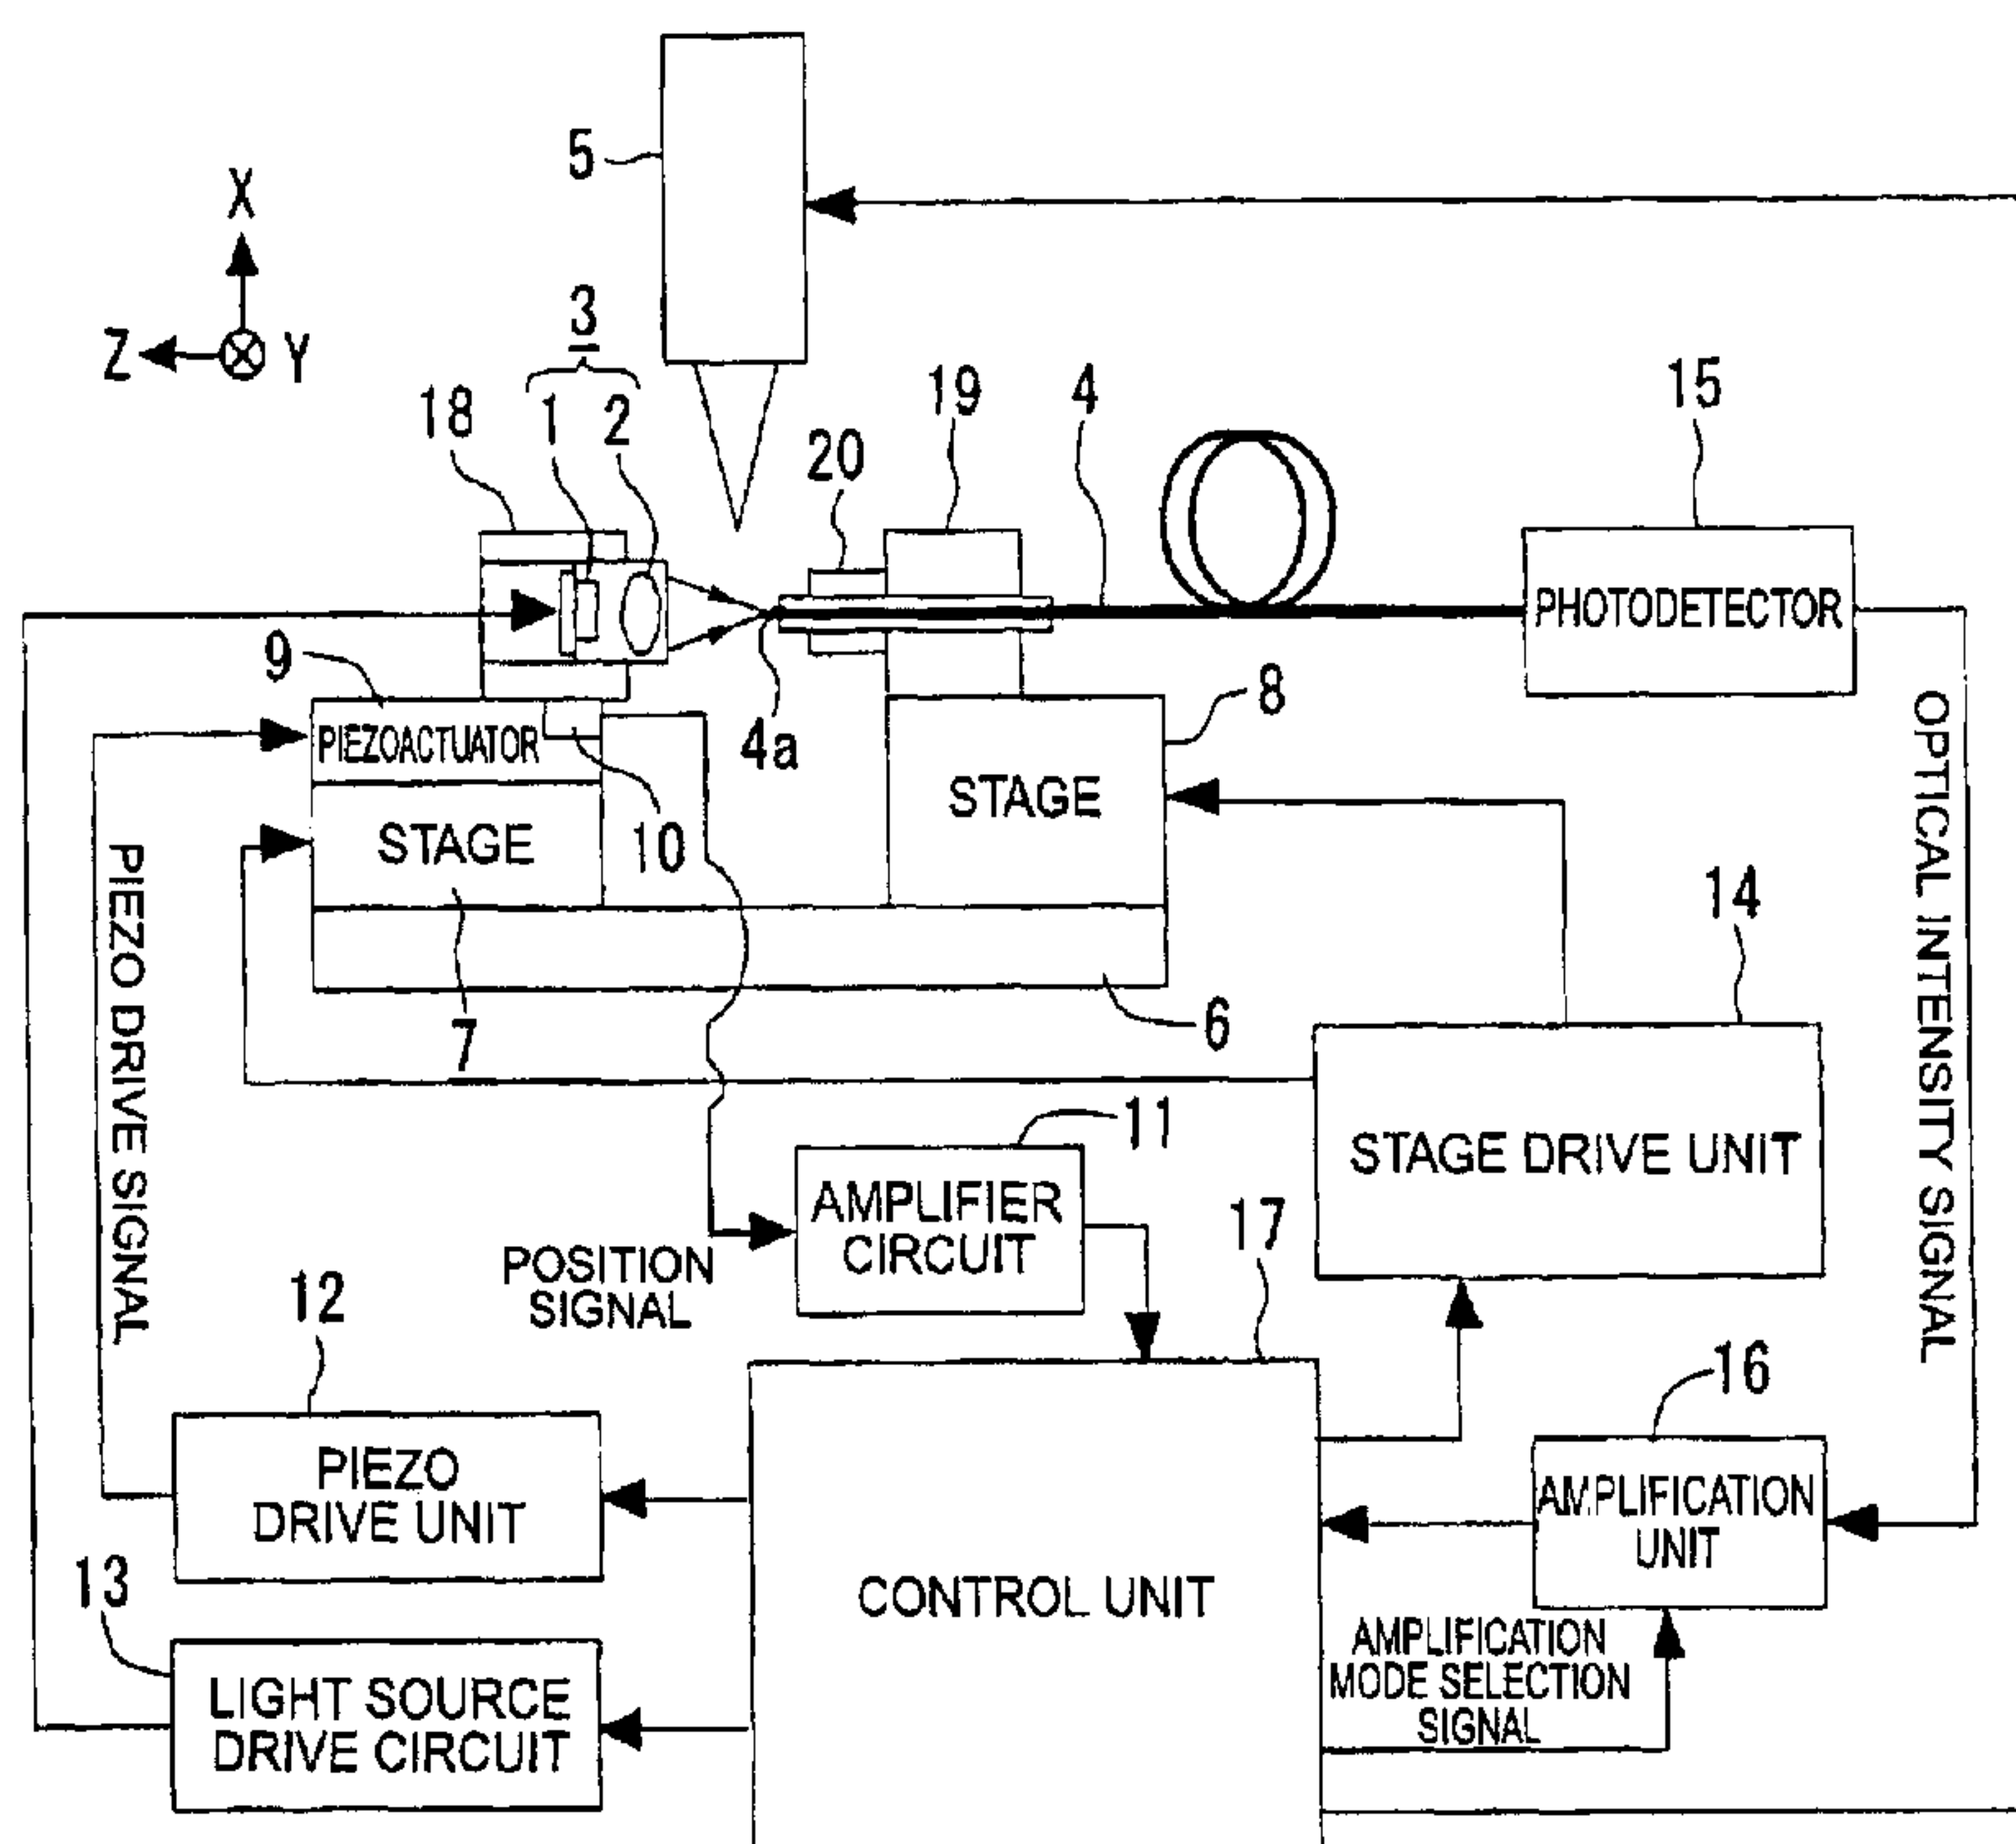 5
X
Z
Y
3
18
1
2
20
19
4
15
PHOTODETECTOR
9
8
4a
PIEZOACTUATOR
10
STAGE
STAGE
7
6
14
PIEZO DRIVE SIGNAL
OPTICAL INTENSITY SIGNAL
STAGE DRIVE UNIT
11
AMPLIFIER
CIRCUIT
17
POSITION
SIGNAL
12
16
PIEZO
DRIVE UNIT
AMPLIFICATION
UNIT
13
CONTROL UNIT
LIGHT SOURCE
DRIVE CIRCUIT
AMPLIFICATION
MODE SELECTION
SIGNAL